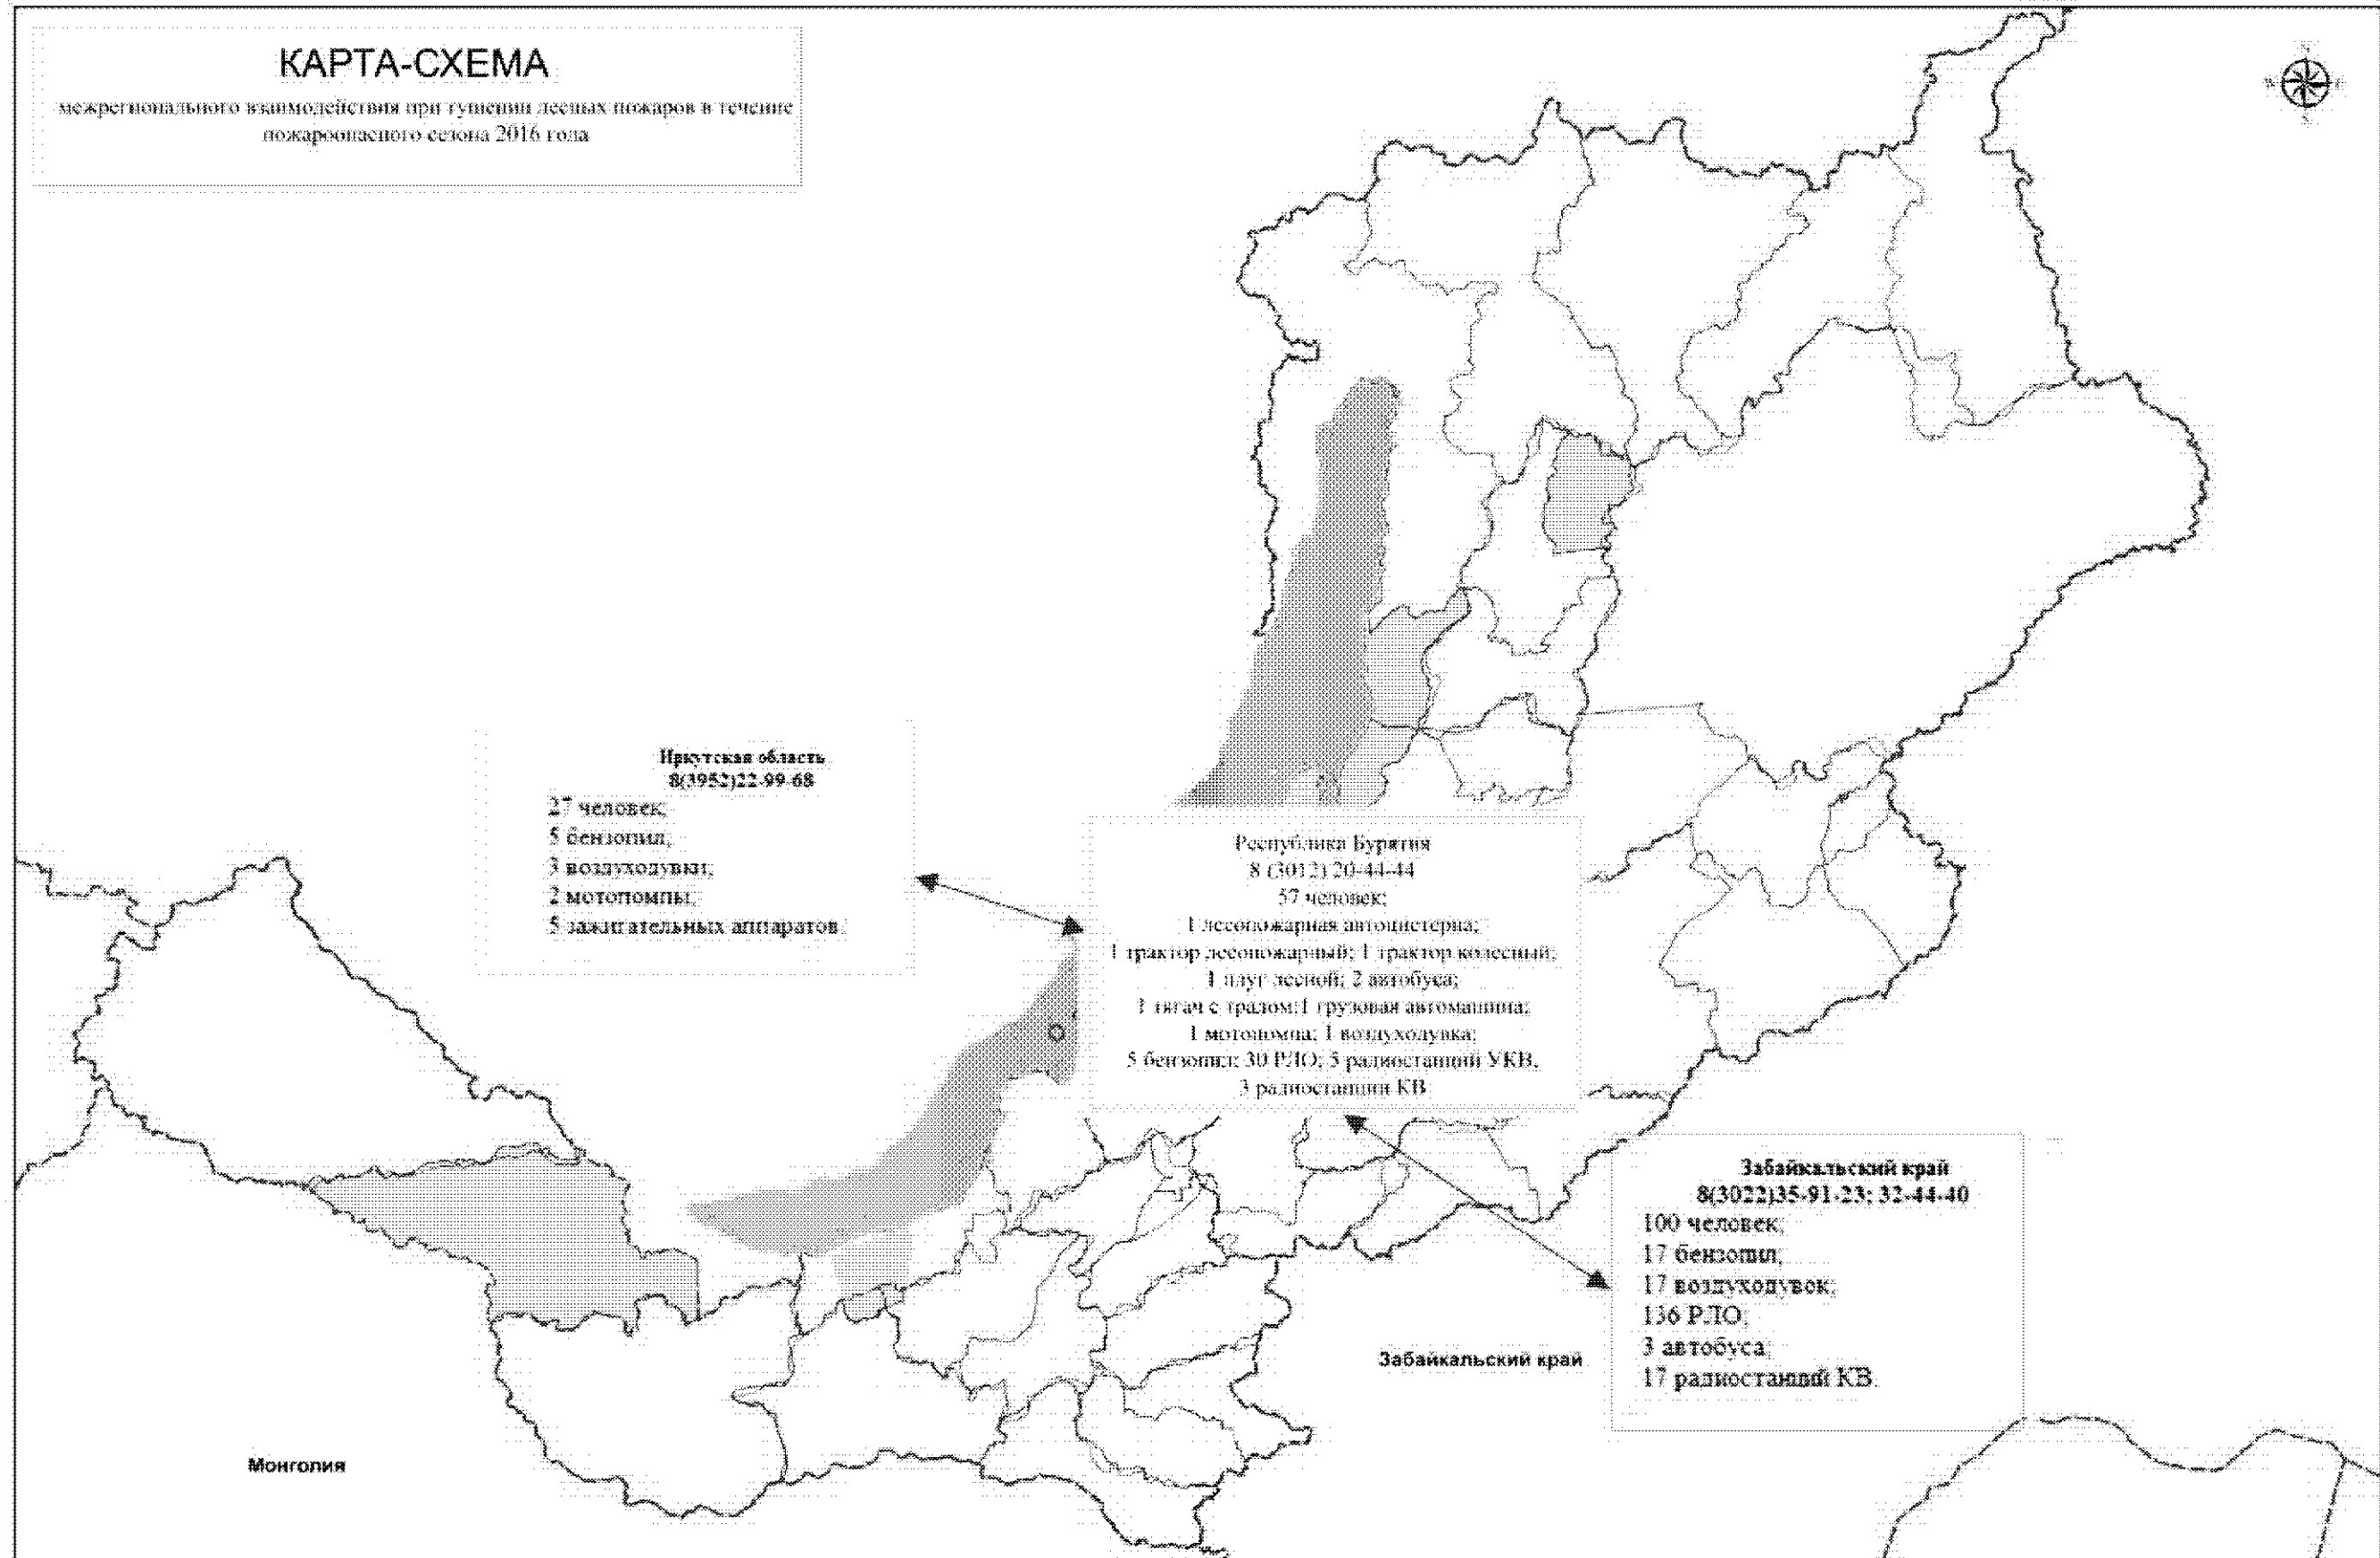 КАРТА-СХЕМА
межрегионального взаимодействия при тушении лесных пожаров в течение
пожароопасного сезона 2016 года
Иркутская область
8(3952)22-99-68
27 человек;
5 бензопил;
3 воздуходувки;
2 мотопомпы;
5 зажигательных аппаратов.
Республика Бурятия
8 (3012) 20-44-44
57 человек;
1 лесопожарная автоцистерна;
1 трактор лесопожарный; 1 трактор колесный;
1 плуг лесной; 2 автобуса;
1 тягач с тралом;1 грузовая автомашина;
1 мотопомпа; 1 воздуходувка;
5 бензопил; 30 РЛО; 5 радиостанций УКВ,
3 радиостанции КВ
Забайкальский край
8(3022)35-91-23; 32-44-40
100 человек;
17 бензопил;
17 воздуходувок;
136 РЛО;
3 автобуса;
17 радиостанций КВ.
Забайкальский край
Монголия